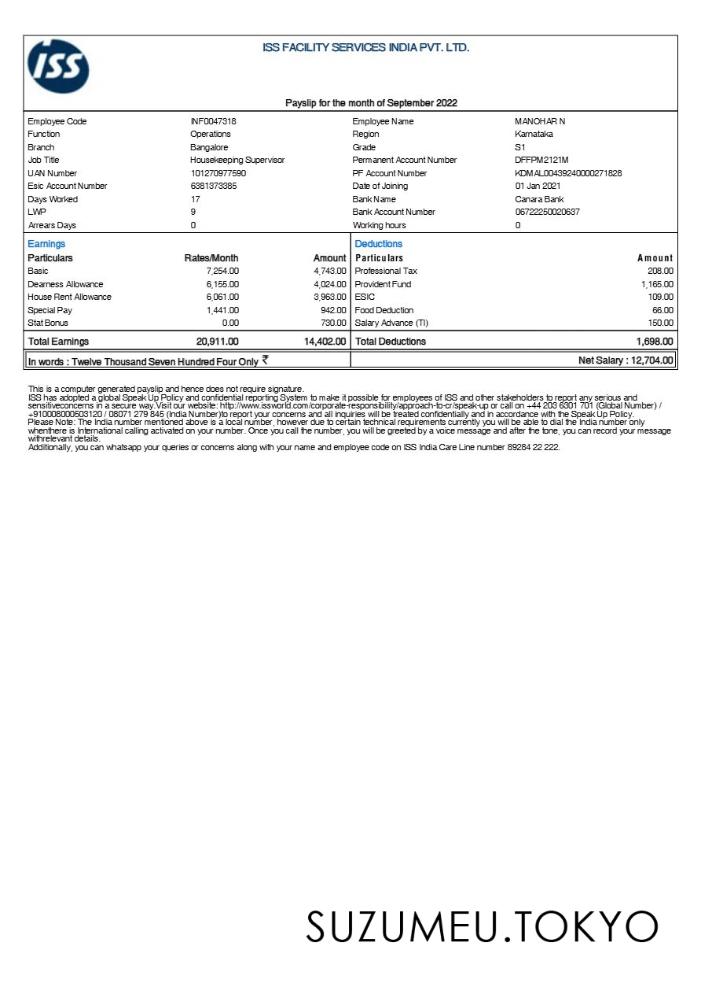 ISS
ISS FACILITY SERVICES INDIA PVT. LTD.
Payslip for the month of September 2022
Employee Code INF0047318 Employee Name MANOHAR N
Function Operations Region Karnataka
Branch Bangalore Grade S1
Job Title Housekeeping Supervisor Permanent Account Number DFFPM2121M
UAN Number 101270977590 PF Account Number KDMAL00439240000271828
Esic Account Number 6381373385 Date of Joining 01 Jan 2021
Days Worked 17 Bank Name Canara Bank
LWP 9 Bank Account Number 06722250020637
Arrears Days 0 Working hours 0
Earnings Deductions
Particulars Rates/Month Amount Particulars Amount
Basic 7,254.00 4,743.00 Professional Tax 208.00
Dearness Allowance 6,155.00 4,024.00 Provident Fund 1,165.00
House Rent Allowance 6,061.00 3,963.00 ESIC 109.00
Special Pay 1,441.00 942.00 Food Deduction 66.00
Stat Bonus 0.00 730.00 Salary Advance (TI) 150.00
Total Earnings 20,911.00 14,402.00 Total Deductions 1,698.00
In words : Twelve Thousand Seven Hundred Four Only ₹ Net Salary : 12,704.00
This is a computer generated payslip and hence does not require signature.
ISS has adopted a global Speak Up Policy and confidential reporting System to make it possible for employees of ISS and other stakeholders to report any serious and
sensitiveconcerns in a secure way.Visit our website: http://www.issworld.com/corporate-responsibility/approach-to-cr/speak-up or call on +44 203 6301 701 (Global Number) /
+910008000503120 / 08071 279 845 (India Number)to report your concerns and all inquiries will be treated confidentially and in accordance with the Speak Up Policy.
Please Note: The India number mentioned above is a local number, however due to certain technical requirements currently you will be able to dial the India number only
whenthere is International calling activated on your number. Once you call the number, you will be greeted by a voice message and after the tone, you can record your message
withrelevant details.
Additionally, you can whatsapp your queries or concerns along with your name and employee code on ISS India Care Line number 89284 22 222.
SUZUMEU.TOKYO